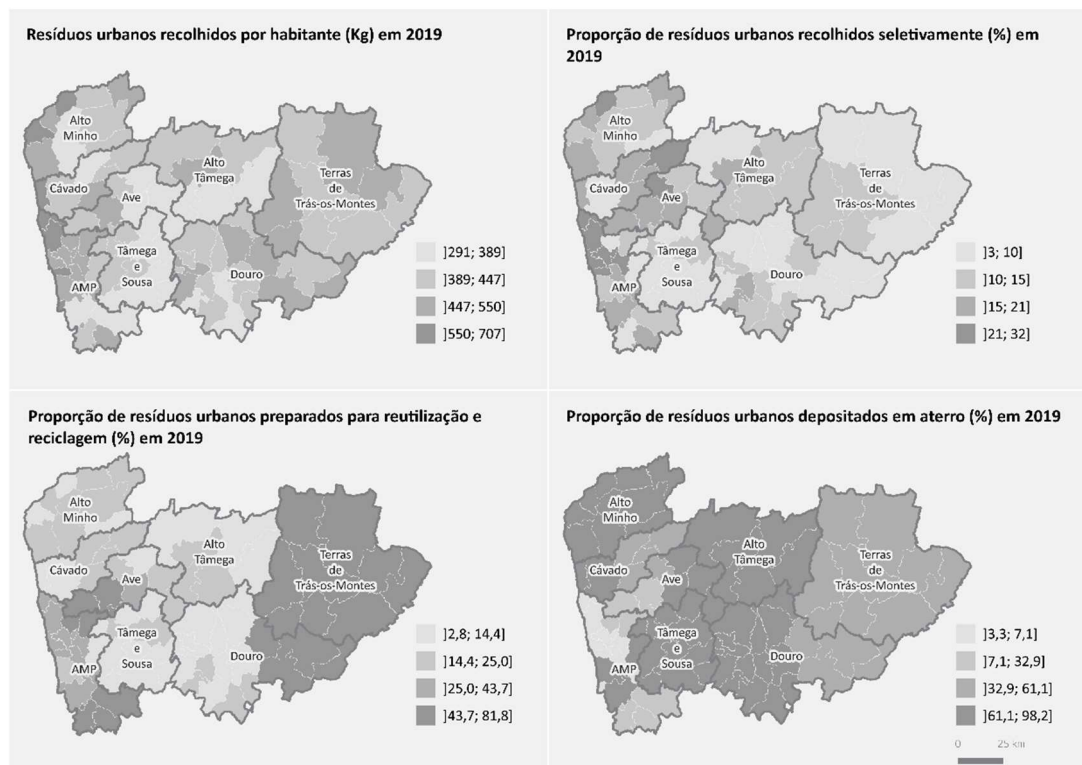 Resíduos urbanos recolhidos por habitante (Kg) em 2019
Alto
Minho
Cávado
Ave
Alto
Tâmega
Terras
de
Trás-os-Montes
Tâmega
e
Sousa
AMP
Douro
]291; 389]
]389; 447]
]447; 550]
]550; 707]
Proporção de resíduos urbanos recolhidos seletivamente (%) em
2019
Alto
Minho
Cávado
Ave
Alto
Tâmega
Terras
de
Trás-os-Montes
Tâmega
e
Sousa
AMP
Douro
]3; 10]
]10; 15]
]15; 21]
]21; 32]
Proporção de resíduos urbanos preparados para reutilização e
reciclagem (%) em 2019
Alto
Minho
Cávado
Ave
Alto
Tâmega
Terras
de
Trás-os-Montes
Tâmega
e
Sousa
AMP
Douro
]2,8; 14,4]
]14,4; 25,0]
]25,0; 43,7]
]43,7; 81,8]
Proporção de resíduos urbanos depositados em aterro (%) em 2019
Alto
Minho
Cávado
Ave
Alto
Tâmega
Terras
de
Trás-os-Montes
Tâmega
e
Sousa
AMP
Douro
]3,3; 7,1]
]7,1; 32,9]
]32,9; 61,1]
]61,1; 98,2]
0 25 km